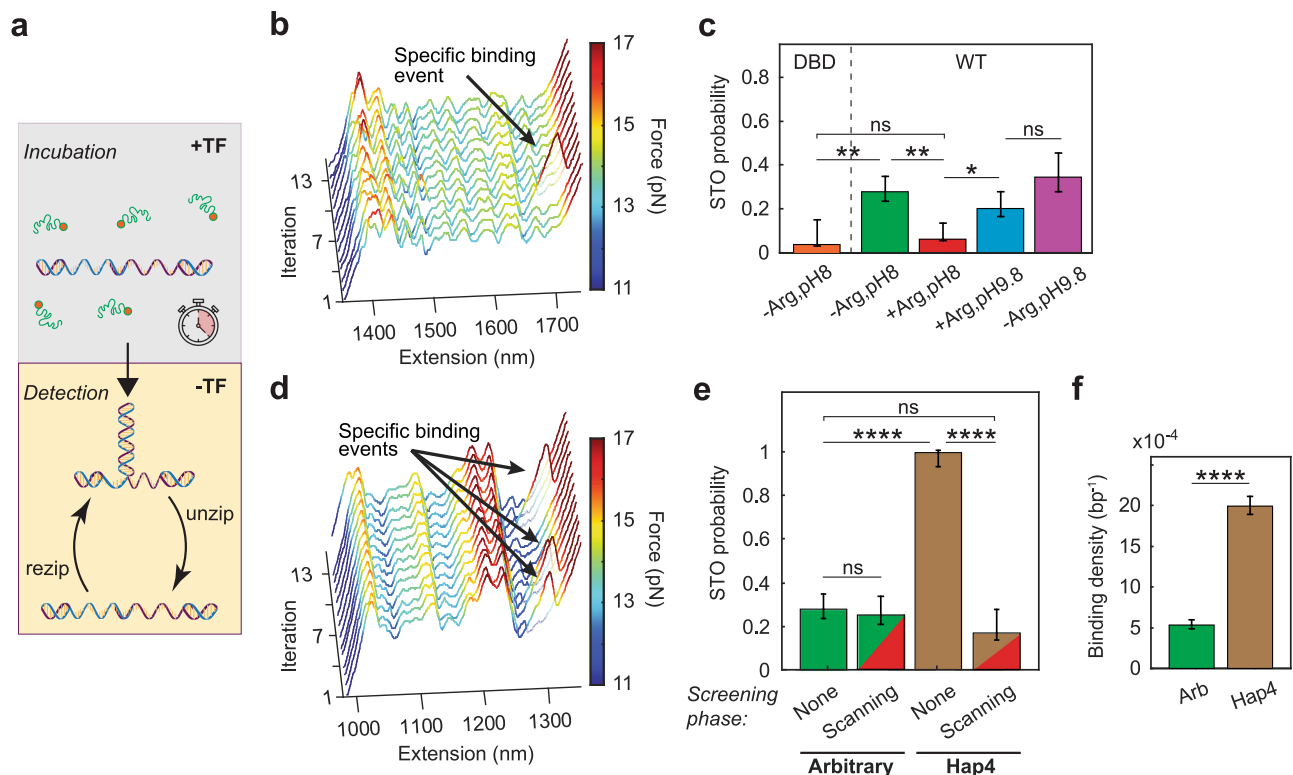 a
Incubation
+TF
Detection
-TF
unzip
rezip
b
Specific binding
event
17
15
13
11
Force (pN)
13
7
1
Iteration
1400
1500
1600
1700
Extension (nm)
c
DBD
WT
0.8
0.6
0.4
0.2
0
STO probability
ns
**
**
*
ns
-Arg,pH8
-Arg,pH8
+Arg,pH8
+Arg,pH9.8
-Arg,pH9.8
d
Specific binding
events
17
15
13
11
Force (pN)
13
7
1
Iteration
1000
1100
1200
1300
Extension (nm)
e
1
0.8
0.6
0.4
0.2
0
STO probability
ns
****
****
ns
Screening
phase:
None
Scanning
None
Scanning
Arbitrary
Hap4
f
x10⁻⁴
20
15
10
5
0
Binding density (bp⁻¹)
****
Arb
Hap4